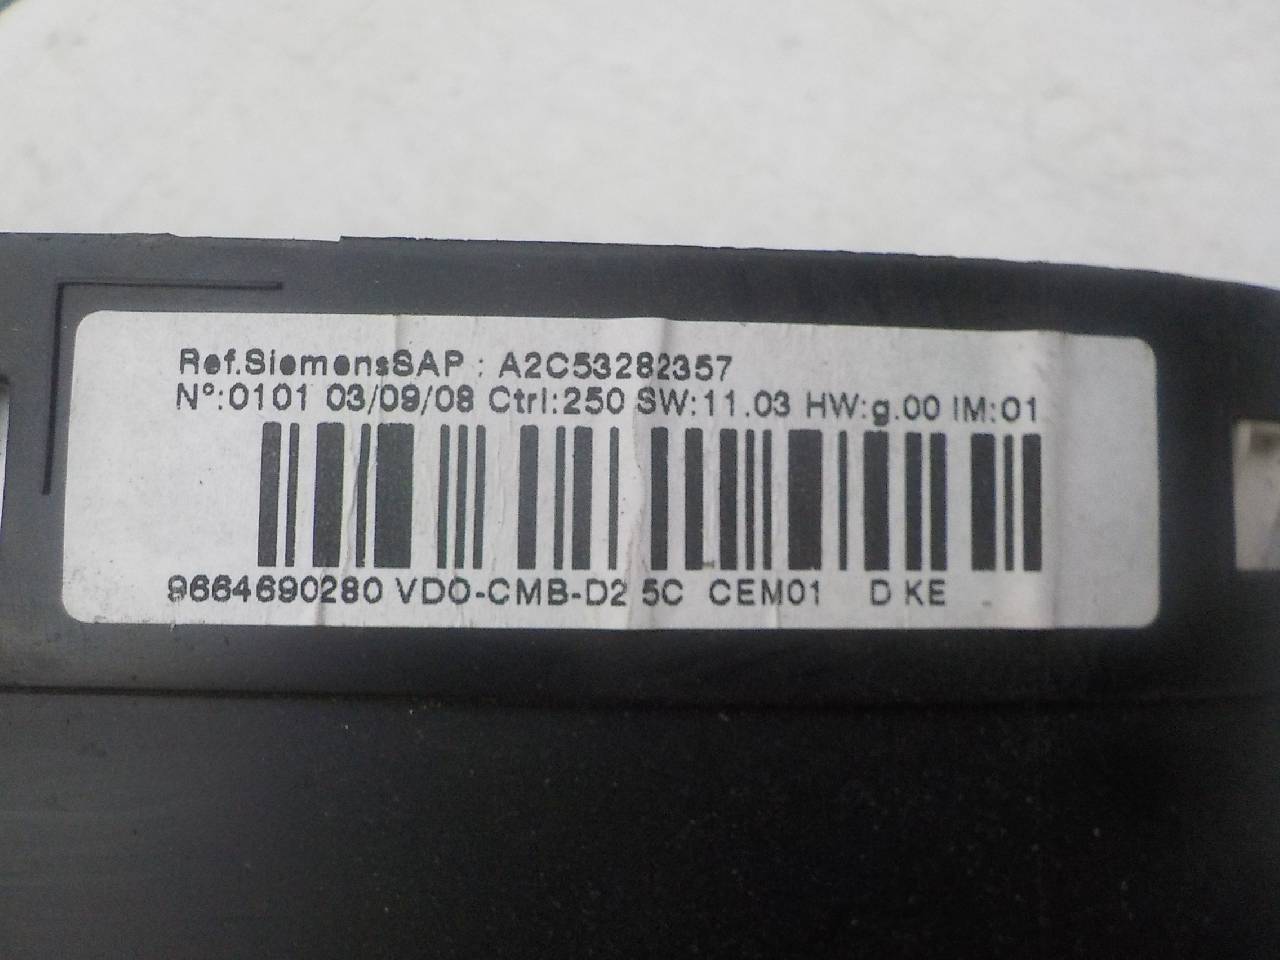 Ref.SiemensSAP : A2C53282357
N°:0101 03/09/08 Ctrl:250 SW:11.03 HW:g.00 IM:01
9664690280 VDO-CMB-D2 5C CEM01 D KE